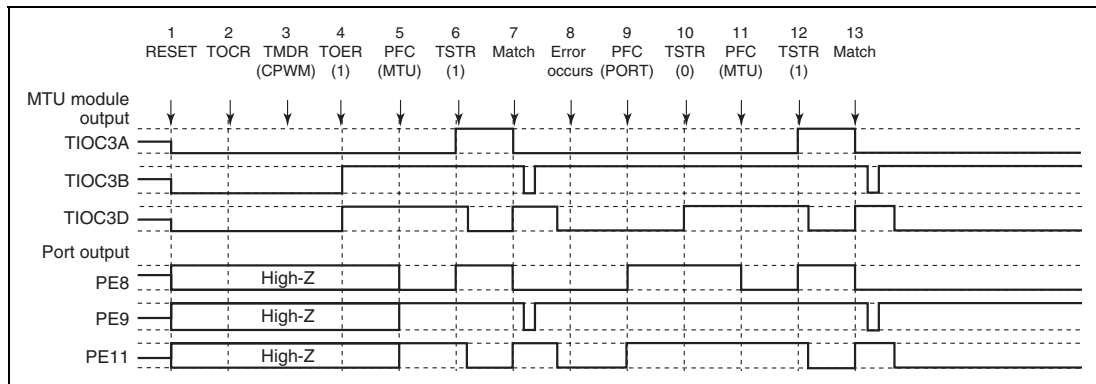 1 2 3 4 5 6 7 8 9 10 11 12 13
RESET TOCR TMDR TOER PFC TSTR Match Error PFC TSTR PFC TSTR Match
(CPWM) (1) (MTU) (1) occurs (PORT) (0) (MTU) (1)
MTU module
output
TIOC3A
TIOC3B
TIOC3D
Port output
PE8 High-Z
PE9 High-Z
PE11 High-Z